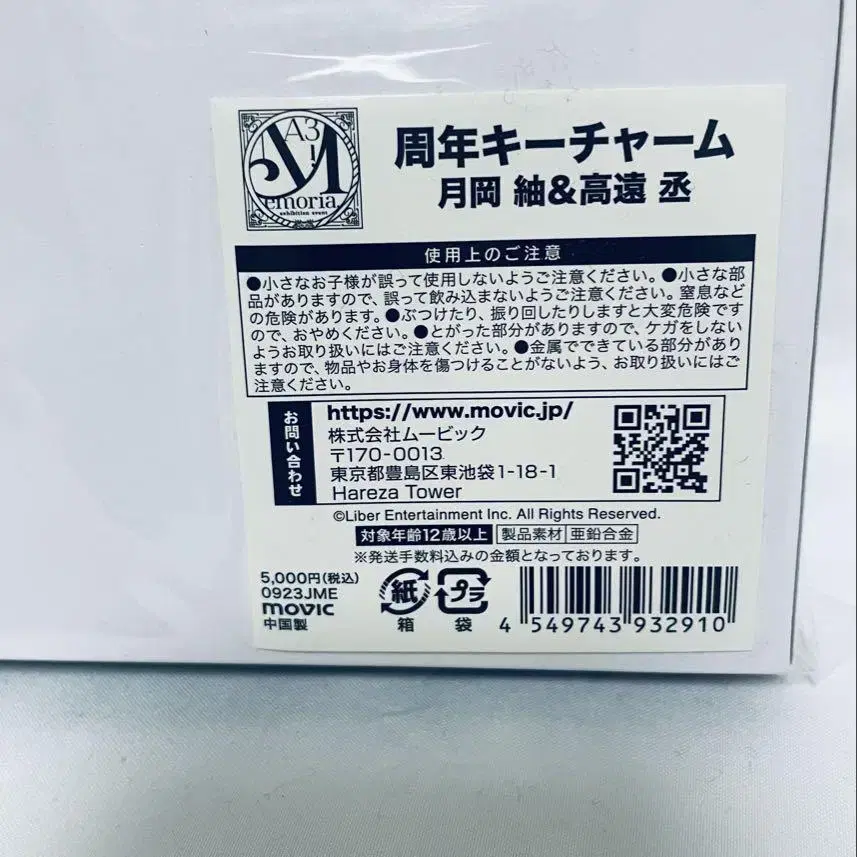 A3!
Memoria
exhibition event
周年キーチャーム
月岡 紬&高遠 丞
使用上のご注意
●小さなお子様が誤って使用しないようご注意ください。●小さな部
品がありますので、誤って飲み込まないようご注意ください。窒息など
の危険があります。●ぶつけたり、振り回したりしますと大変危険です
ので、おやめください。●とがった部分がありますので、ケガをしない
ようお取り扱いにはご注意ください。●金属でできている部分があり
ますので、物品やお身体を傷つけることがないよう、お取り扱いにはご
注意ください。
お問い合わせ
https://www.movic.jp/
株式会社ムービック
〒170-0013
東京都豊島区東池袋1-18-1
Hareza Tower
©Liber Entertainment Inc. All Rights Reserved.
対象年齢12歳以上 製品素材 亜鉛合金
※発送手数料込みの金額となっております。
5,000円(税込)
0923JME
movic
中国製
紙
箱
プラ
袋
4 549743 932910